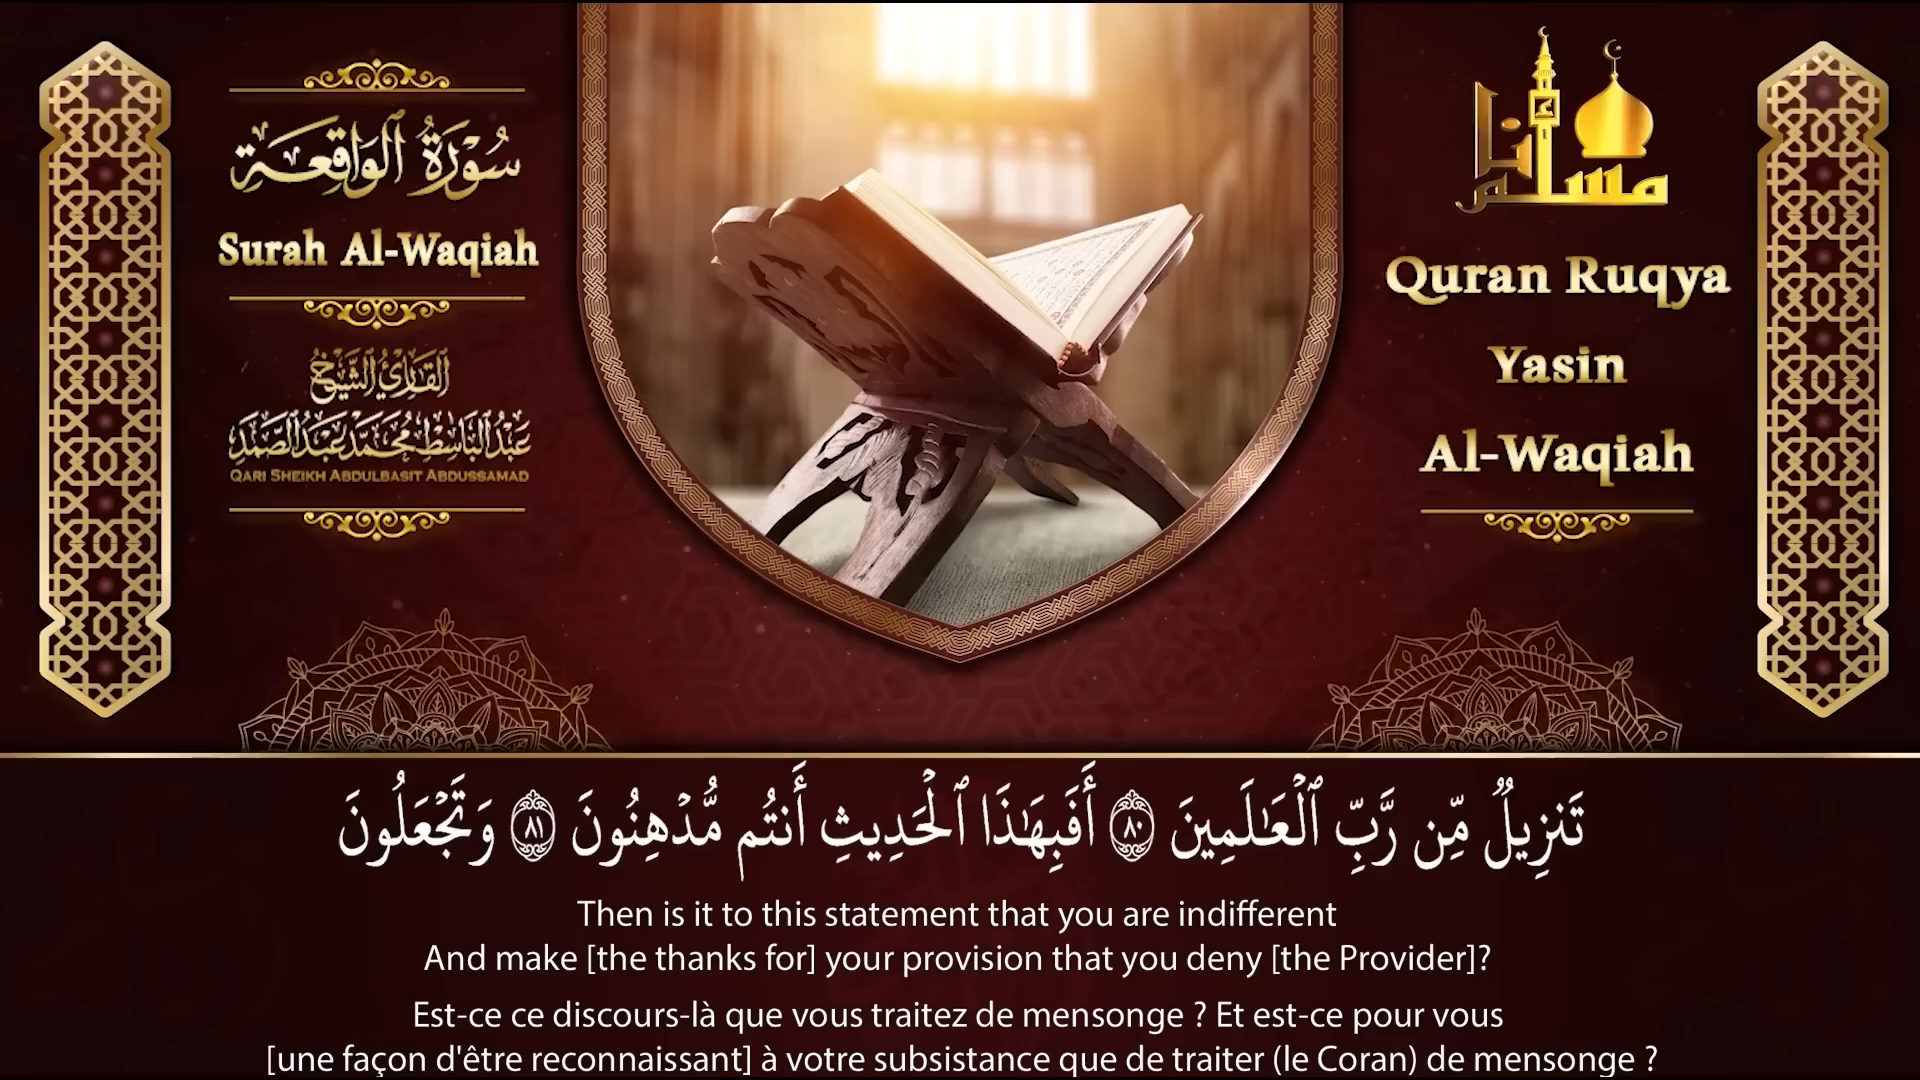 سُورَةُ ٱلْوَاقِعَة
Surah Al-Waqiah
القارئ الشيخ
عبد الباسط محمد عبد الصمد
QARI SHEIKH ABDULBASIT ABDUSSAMAD
أنا
مسلم
Quran Ruqya
Yasin
Al-Waqiah
تَنزِيلٌ مِّن رَّبِّ ٱلْعَٰلَمِينَ ٨٠ أَفَبِهَٰذَا ٱلْحَدِيثِ أَنتُم مُّدْهِنُونَ ٨١ وَتَجْعَلُونَ
Then is it to this statement that you are indifferent
And make [the thanks for] your provision that you deny [the Provider]?
Est-ce ce discours-là que vous traitez de mensonge ? Et est-ce pour vous
[une façon d'être reconnaissant] à votre subsistance que de traiter (le Coran) de mensonge ?